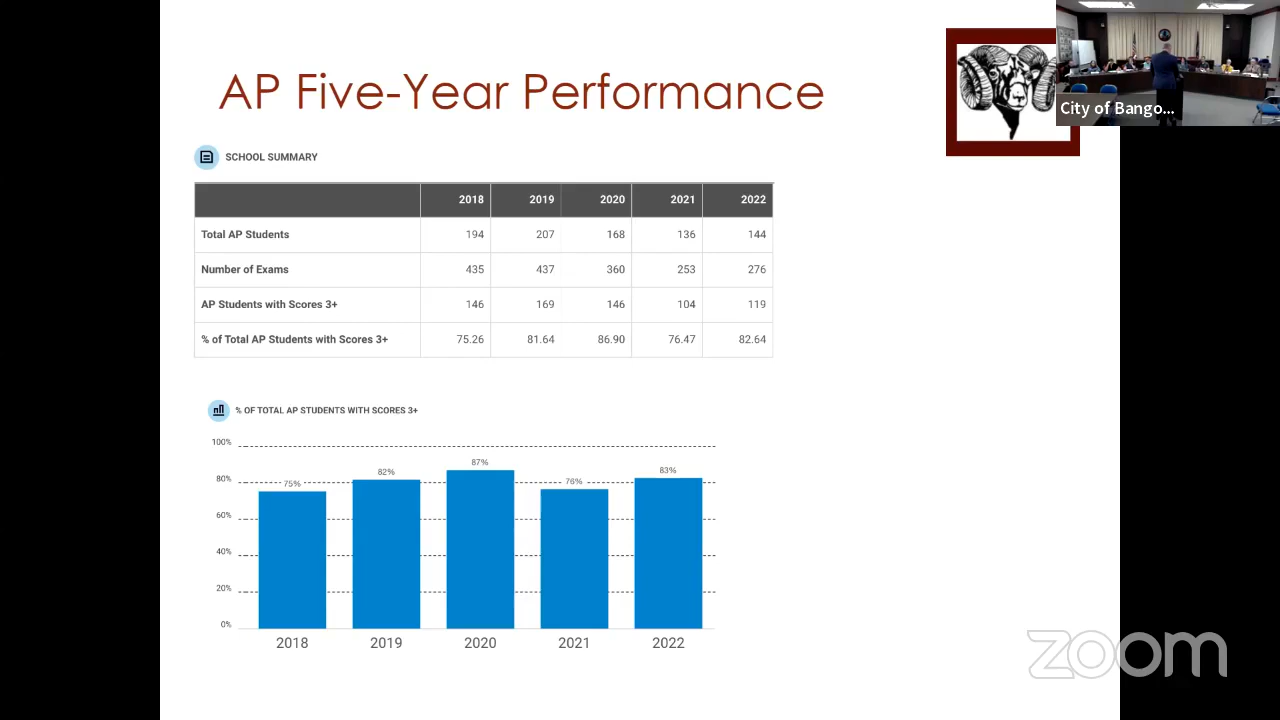 AP Five-Year Performance
City of Bango...
SCHOOL SUMMARY
2018 2019 2020 2021 2022
Total AP Students 194 207 168 136 144
Number of Exams 435 437 360 253 276
AP Students with Scores 3+ 146 169 146 104 119
% of Total AP Students with Scores 3+ 75.26 81.64 86.90 76.47 82.64
% OF TOTAL AP STUDENTS WITH SCORES 3+
100%
80%
60%
40%
20%
0%
75% 82% 87% 76% 83%
2018 2019 2020 2021 2022
zoom